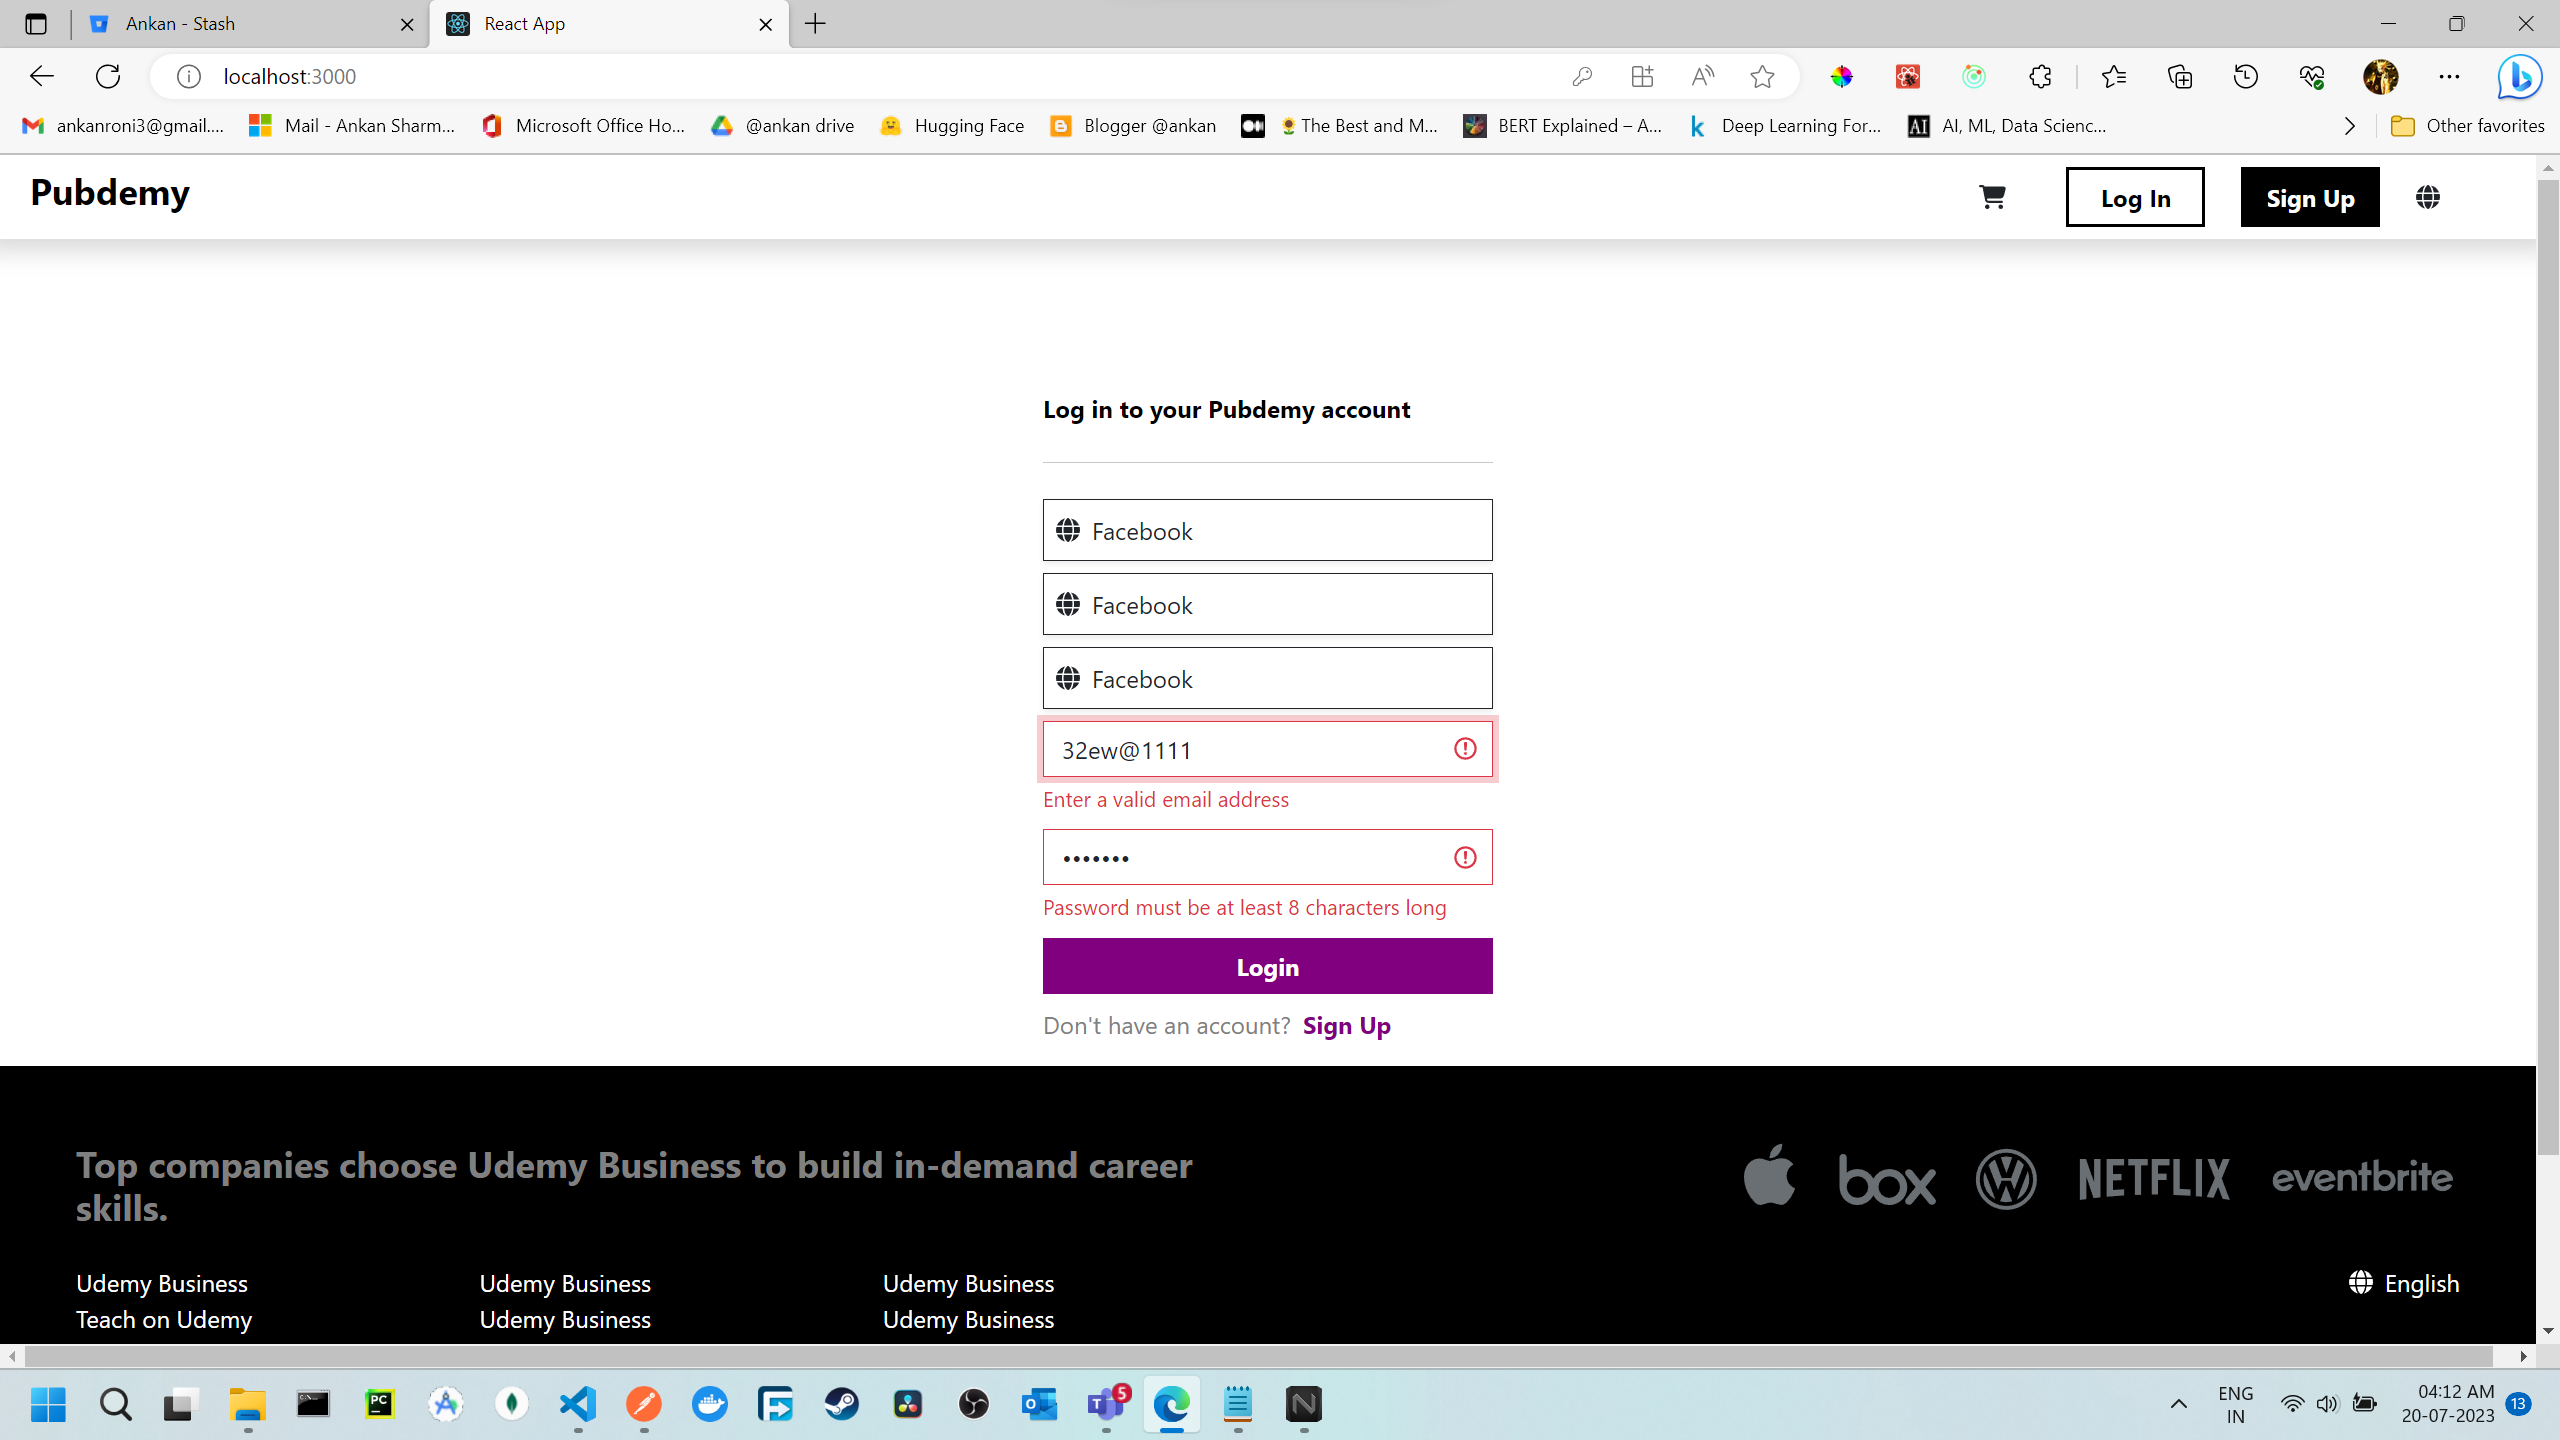 Ankan - Stash
React App
localhost:3000
ankanroni3@gmail....
Mail - Ankan Sharm...
Microsoft Office Ho...
@ankan drive
Hugging Face
Blogger @ankan
🌻The Best and M...
BERT Explained – A...
Deep Learning For...
AI, ML, Data Scienc...
Other favorites
Pubdemy
Log In
Sign Up
Log in to your Pubdemy account
Facebook
Facebook
Facebook
32ew@1111
Enter a valid email address
•••••••
Password must be at least 8 characters long
Login
Don't have an account? Sign Up
Top companies choose Udemy Business to build in-demand career
skills.
box
NETFLIX
eventbrite
Udemy Business
Udemy Business
Udemy Business
English
Teach on Udemy
Udemy Business
Udemy Business
PC
5
ENG
IN
04:12 AM
20-07-2023
13